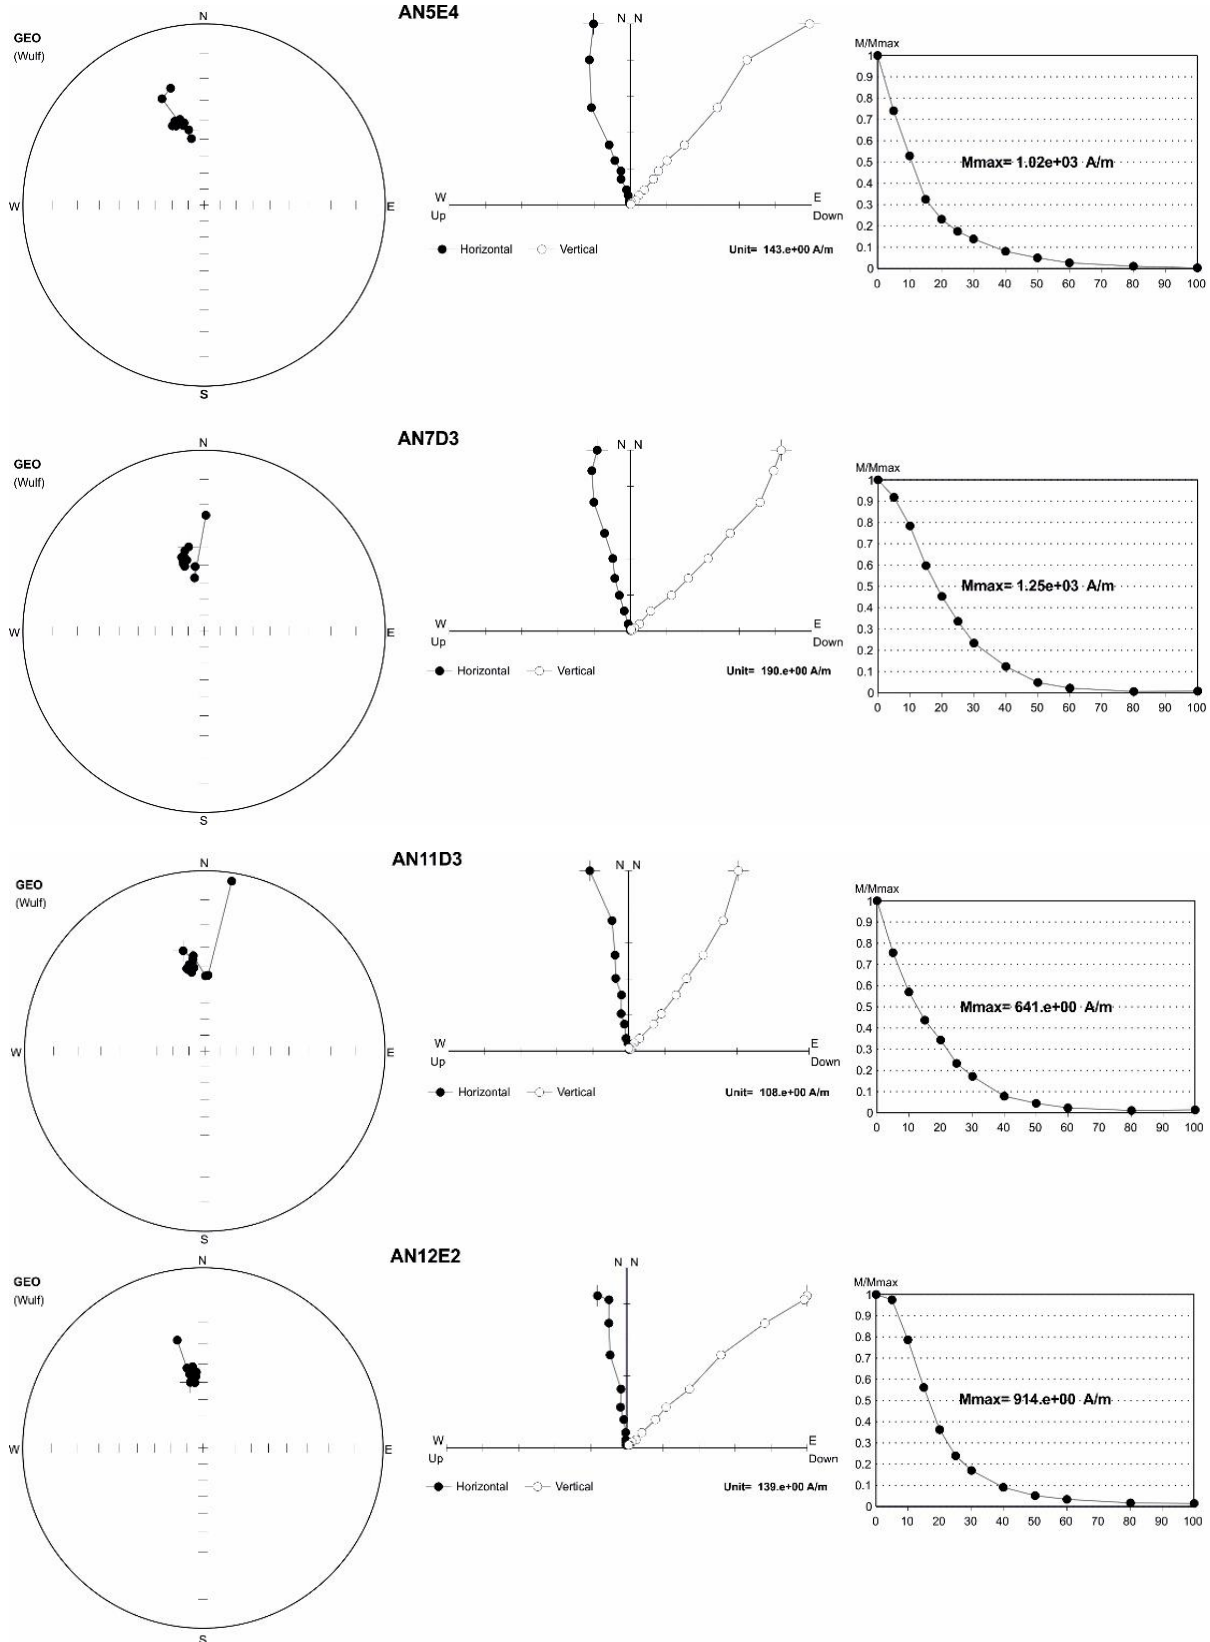 AN5E4
GEO
(Wulf)
N
W
E
S
N N
W
Up
E
Down
Horizontal Vertical Unit= 143.e+00 A/m
M/Mmax
1
0.9
0.8
0.7
0.6
0.5
0.4
0.3
0.2
0.1
0
Mmax= 1.02e+03 A/m
0 10 20 30 40 50 60 70 80 90 100
AN7D3
GEO
(Wulf)
N
W
E
S
N N
W
Up
E
Down
Horizontal Vertical Unit= 190.e+00 A/m
M/Mmax
1
0.9
0.8
0.7
0.6
0.5
0.4
0.3
0.2
0.1
0
Mmax= 1.25e+03 A/m
0 10 20 30 40 50 60 70 80 90 100
AN11D3
GEO
(Wulf)
N
W
E
S
N N
W
Up
E
Down
Horizontal Vertical Unit= 108.e+00 A/m
M/Mmax
1
0.9
0.8
0.7
0.6
0.5
0.4
0.3
0.2
0.1
0
Mmax= 641.e+00 A/m
0 10 20 30 40 50 60 70 80 90 100
AN12E2
GEO
(Wulf)
N
W
E
S
N N
W
Up
E
Down
Horizontal Vertical Unit= 139.e+00 A/m
M/Mmax
1
0.9
0.8
0.7
0.6
0.5
0.4
0.3
0.2
0.1
0
Mmax= 914.e+00 A/m
0 10 20 30 40 50 60 70 80 90 100